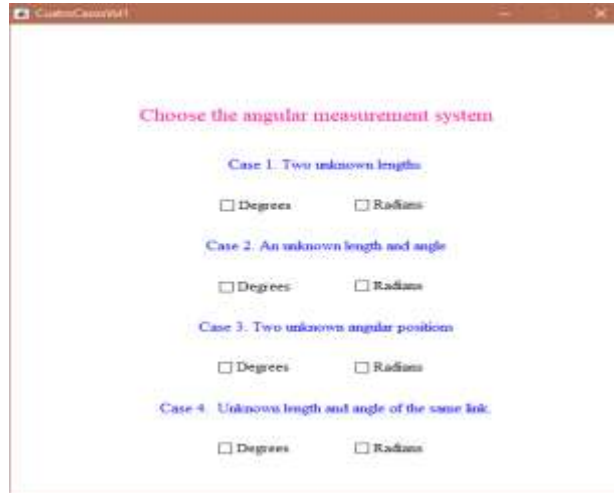 CuatroCasosVol1
Choose the angular measurement system
Case 1. Two unknown lengths
Degrees Radians
Case 2. An unknown length and angle
Degrees Radians
Case 3. Two unknown angular positions
Degrees Radians
Case 4. Unknown length and angle of the same link.
Degrees Radians